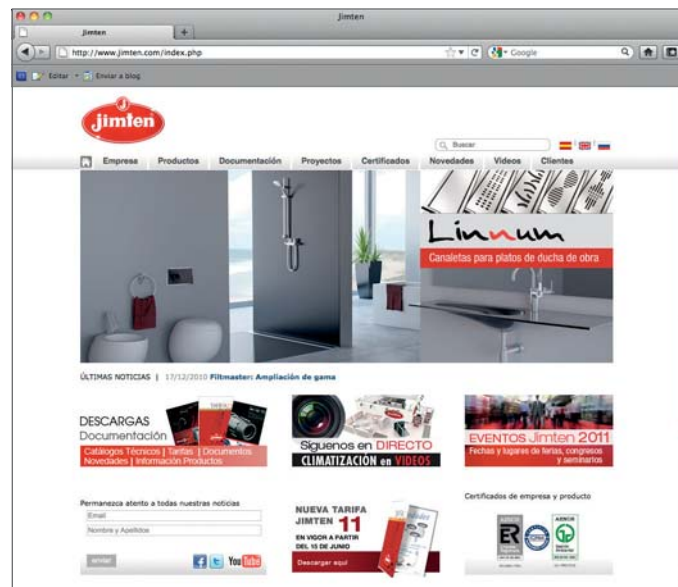 Jimten
Jimten
http://www.jimten.com/index.php
Google
Editar
Enviar a blog
jimten
Buscar
Empresa Productos Documentación Proyectos Certificados Novedades Videos Clientes
Linnum
Canaletas para platos de ducha de obra
ÚLTIMAS NOTICIAS | 17/12/2010 Filtmaster: Ampliación de gama
DESCARGAS
Documentación
Catálogos Técnicos | Tarifas | Documentos
Novedades | Información Productos
Síguenos en DIRECTO
CLIMATIZACIÓN en VIDEOS
EVENTOS Jimten 2011
Fechas y lugares de ferias, congresos
y seminarios
Permanezca atento a todas nuestras noticias
Email
Nombre y Apellidos
enviar
You Tube
NUEVA TARIFA
JIMTEN 11
EN VIGOR A PARTIR
DEL 15 DE JUNIO
Descargar aquí
Certificados de empresa y producto
AENOR
ER
AENOR